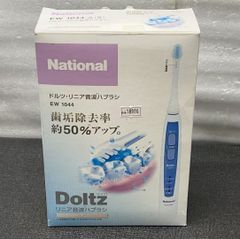 National
ドルツ・リニア音波ハブラシ
EW 1044
歯垢除去率
約50%アップ。
Doltz
リニア音波ハブラシ